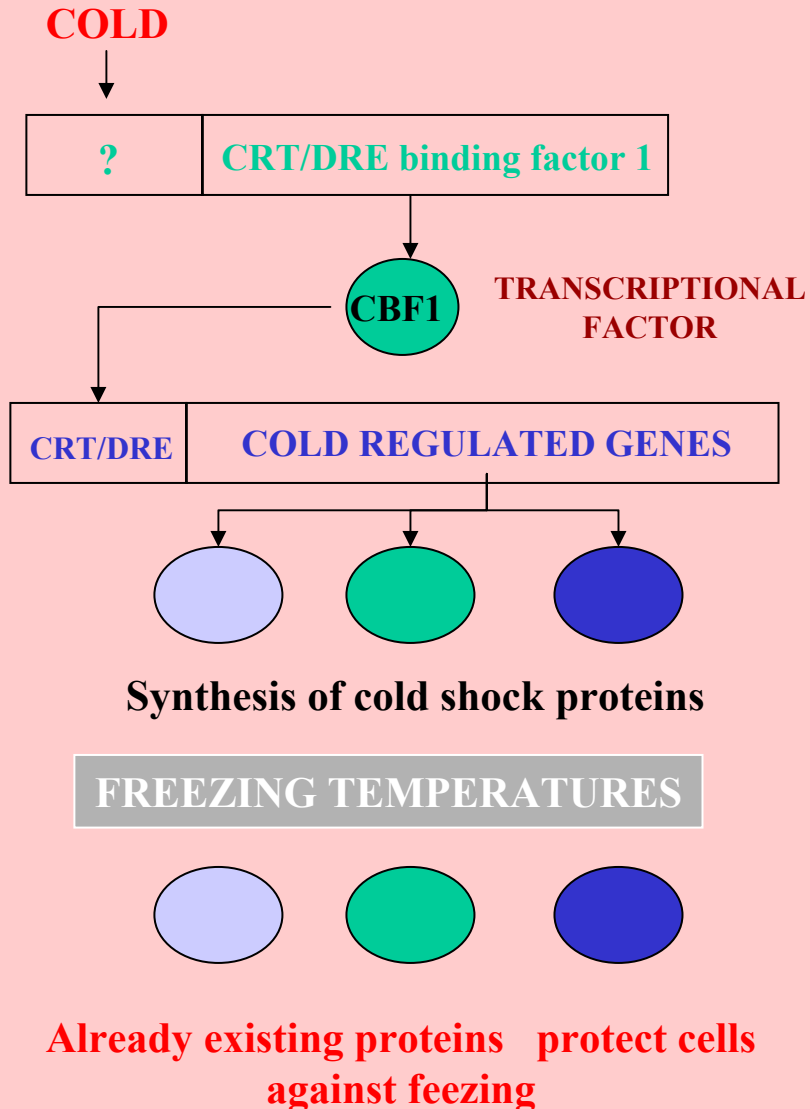 COLD
?
CRT/DRE binding factor 1
CBF1
TRANSCRIPTIONAL
FACTOR
CRT/DRE
COLD REGULATED GENES
Synthesis of cold shock proteins
FREEZING TEMPERATURES
Already existing proteins protect cells
against feezing